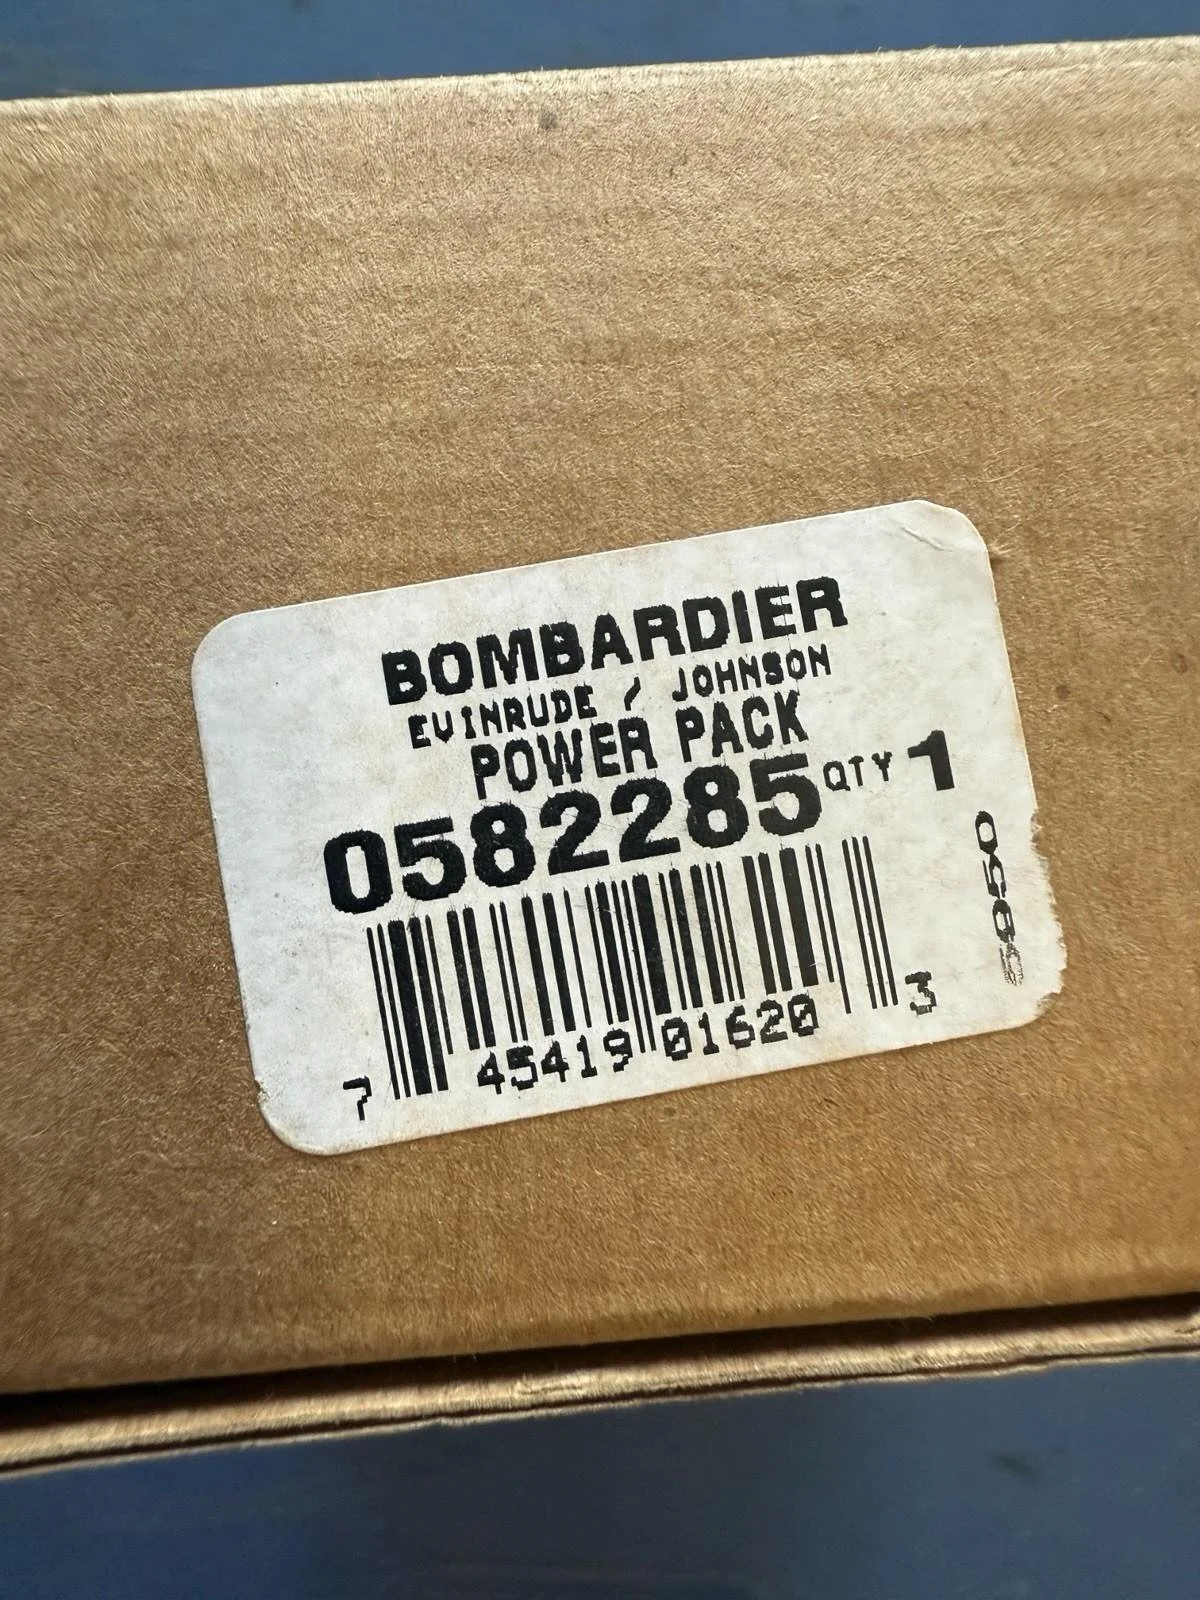 BOMBARDIER
EVINRUDE / JOHNSON
POWER PACK
0582285 QTY 1
7 45419 01620 3